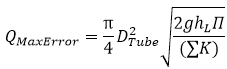 Q_{MaxError} = \frac{\pi}{4} D_{Tube}^{2} \sqrt{\frac{2gh_{L}\Pi}{(\sum K)}}